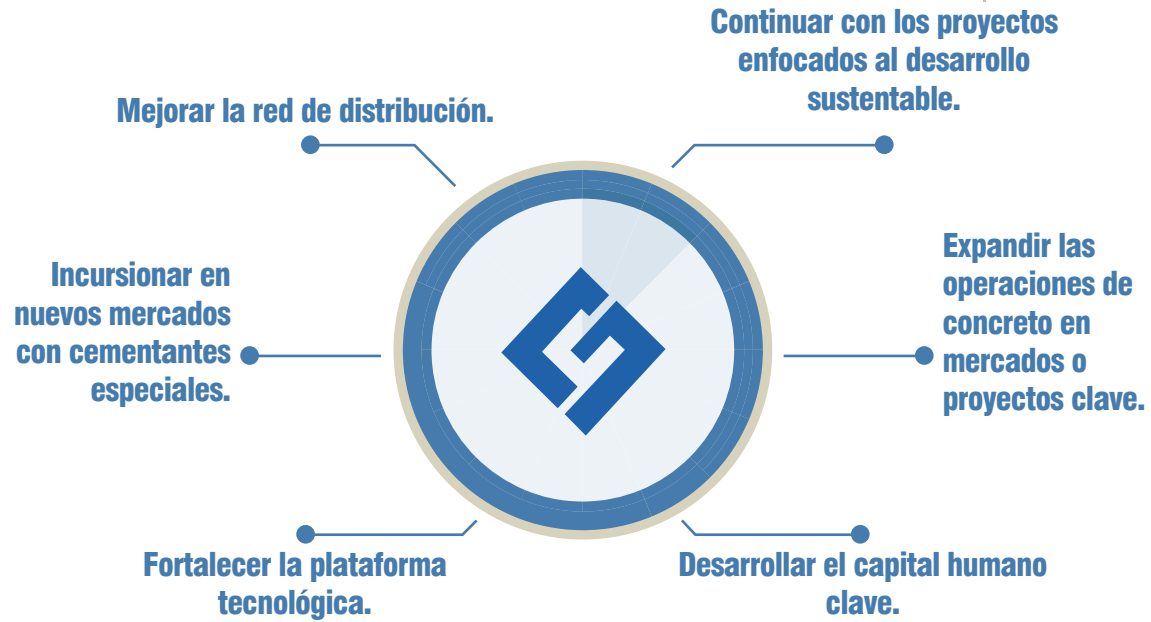 Continuar con los proyectos
enfocados al desarrollo
sustentable.
Mejorar la red de distribución.
Expandir las
operaciones de
concreto en
mercados o
proyectos clave.
Incursionar en
nuevos mercados
con cementantes
especiales.
Fortalecer la plataforma
tecnológica.
Desarrollar el capital humano
clave.